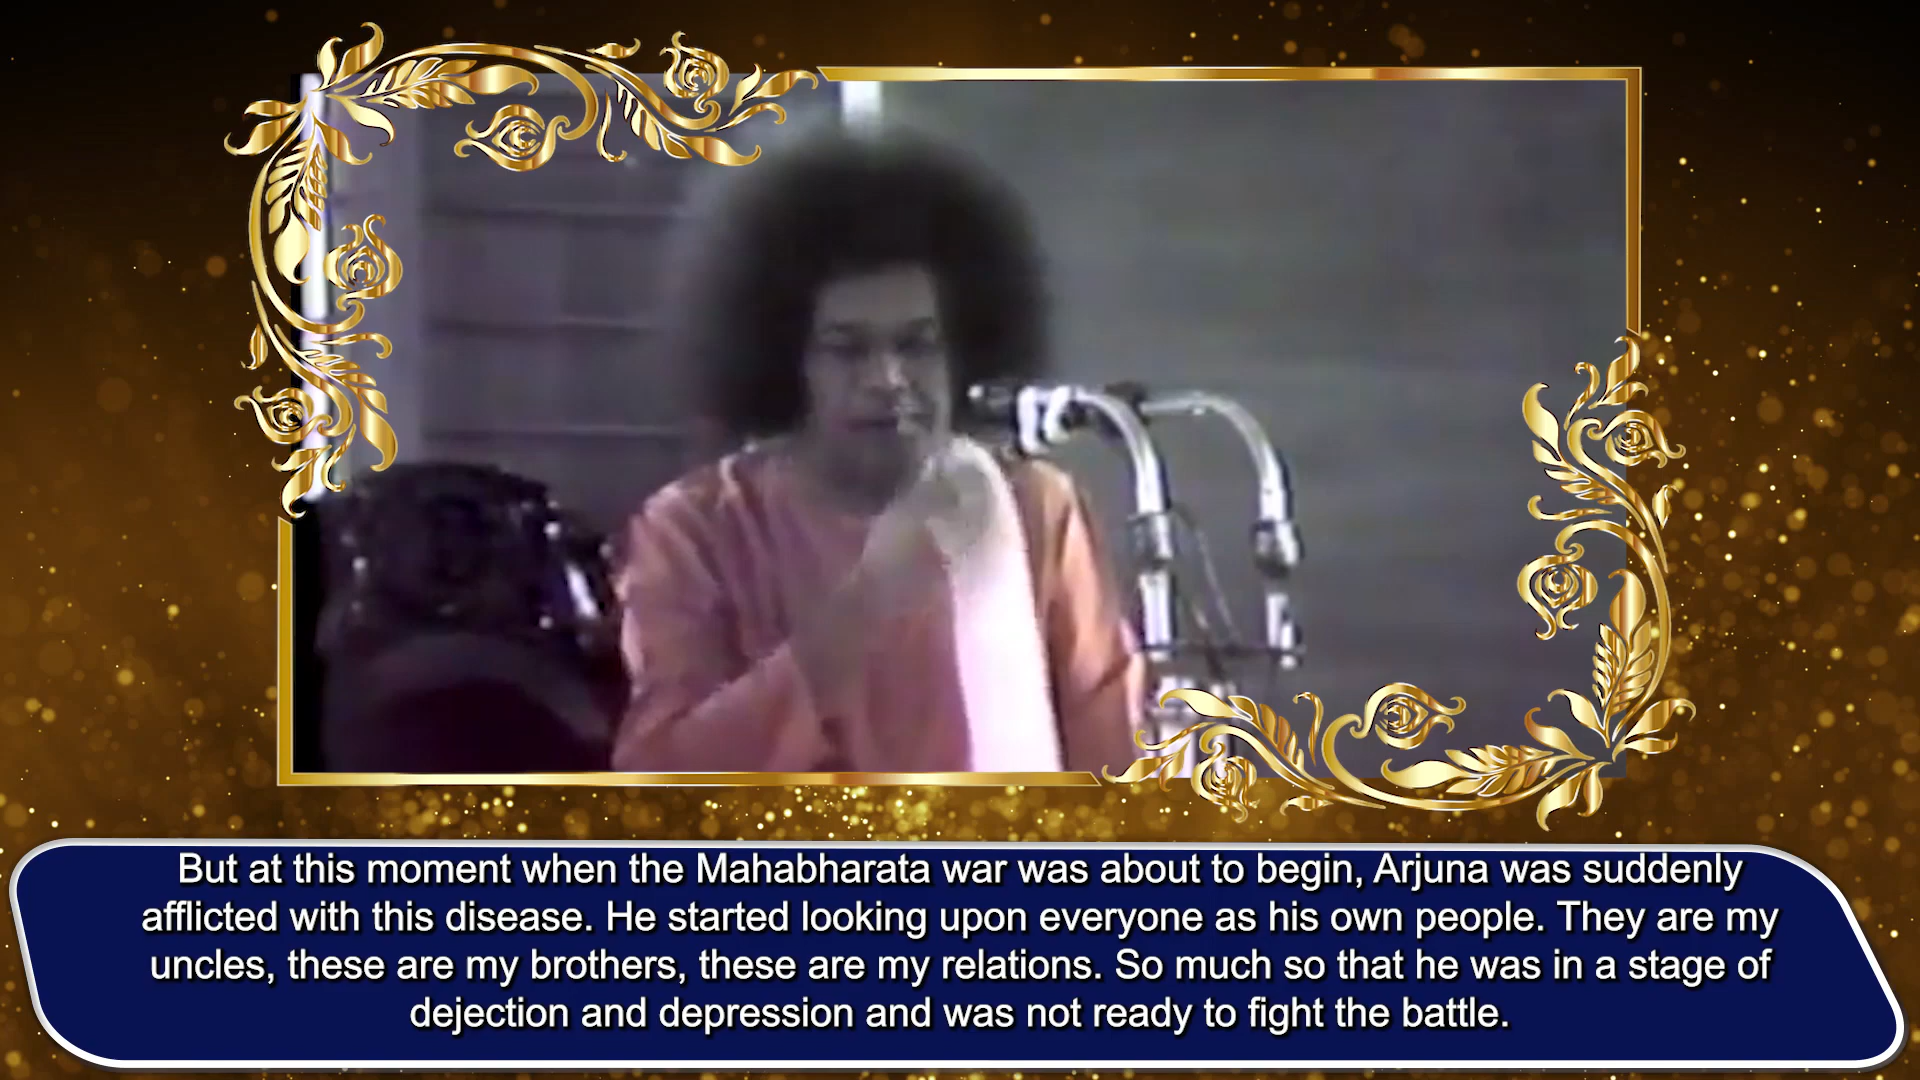 But at this moment when the Mahabharata war was about to begin, Arjuna was suddenly
afflicted with this disease. He started looking upon everyone as his own people. They are my
uncles, these are my brothers, these are my relations. So much so that he was in a stage of
dejection and depression and was not ready to fight the battle.